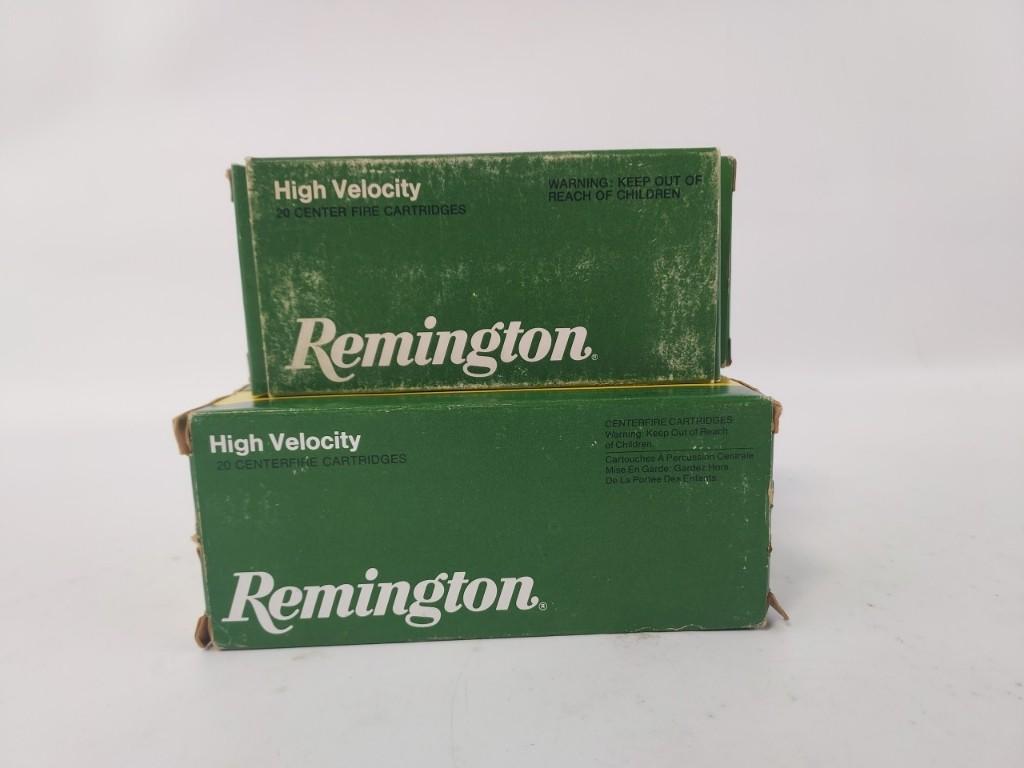 High Velocity
20 CENTER FIRE CARTRIDGES
WARNING: KEEP OUT OF
REACH OF CHILDREN
Remington®
High Velocity
20 CENTERFIRE CARTRIDGES
CENTERFIRE CARTRIDGES
Warning: Keep Out of Reach
of Children.
Cartouches À Percussion Centrale
Mise En Garde: Gardez Hors
De La Portée Des Enfants
Remington®